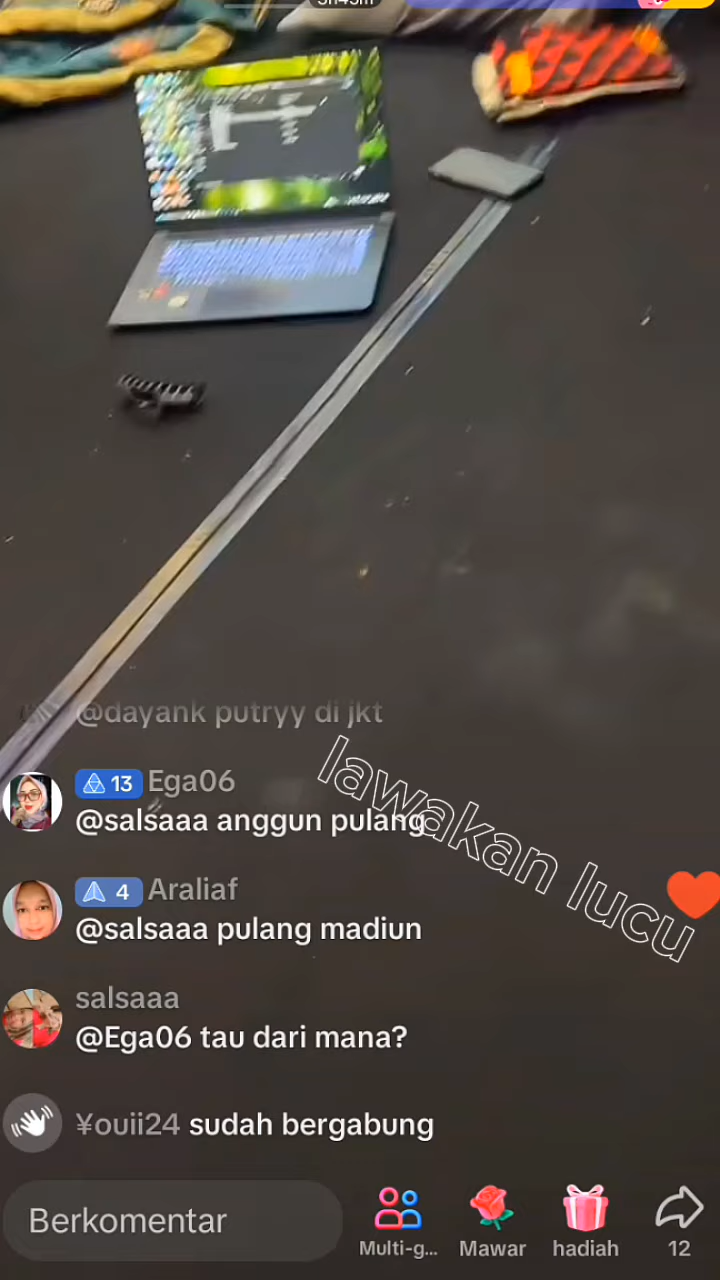 @dayank putryy di jkt
13 Ega06
@salsaaa anggun pulang
lawakan lucu
4 Araliaf
@salsaaa pulang madiun
salsaaa
@Ega06 tau dari mana?
¥ouii24 sudah bergabung
Berkomentar
Multi-g...
Mawar
hadiah
12